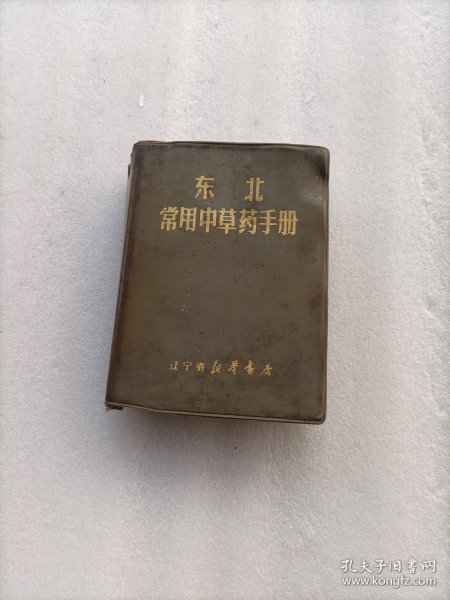 东 北
常用中草药手册
辽宁省新华书店
孔夫子旧书网
www.kongfz.com